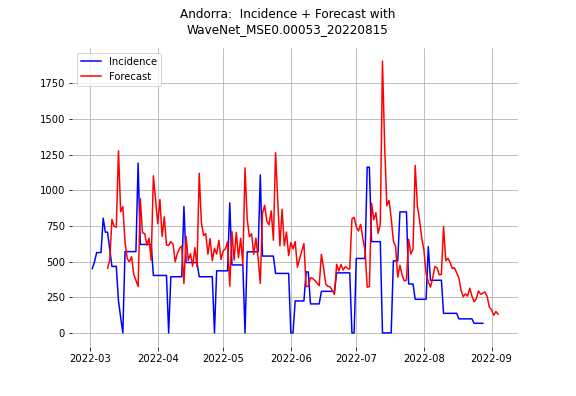 Andorra:  Incidence + Forecast with
WaveNet_MSE0.00053_20220815
Incidence
Forecast
1750
1500
1250
1000
750
500
250
0
2022-03 2022-04 2022-05 2022-06 2022-07 2022-08 2022-09